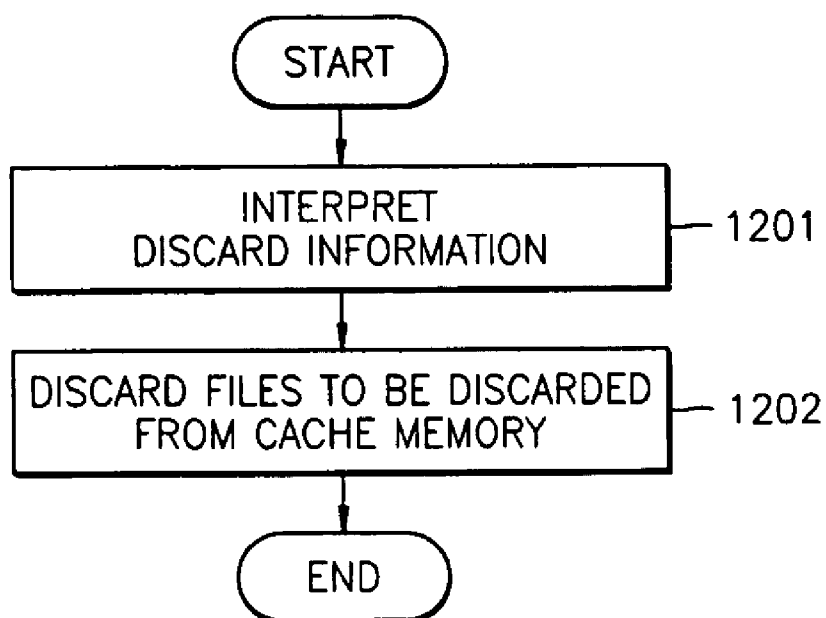 START
INTERPRET
DISCARD INFORMATION
1201
DISCARD FILES TO BE DISCARDED
FROM CACHE MEMORY
1202
END